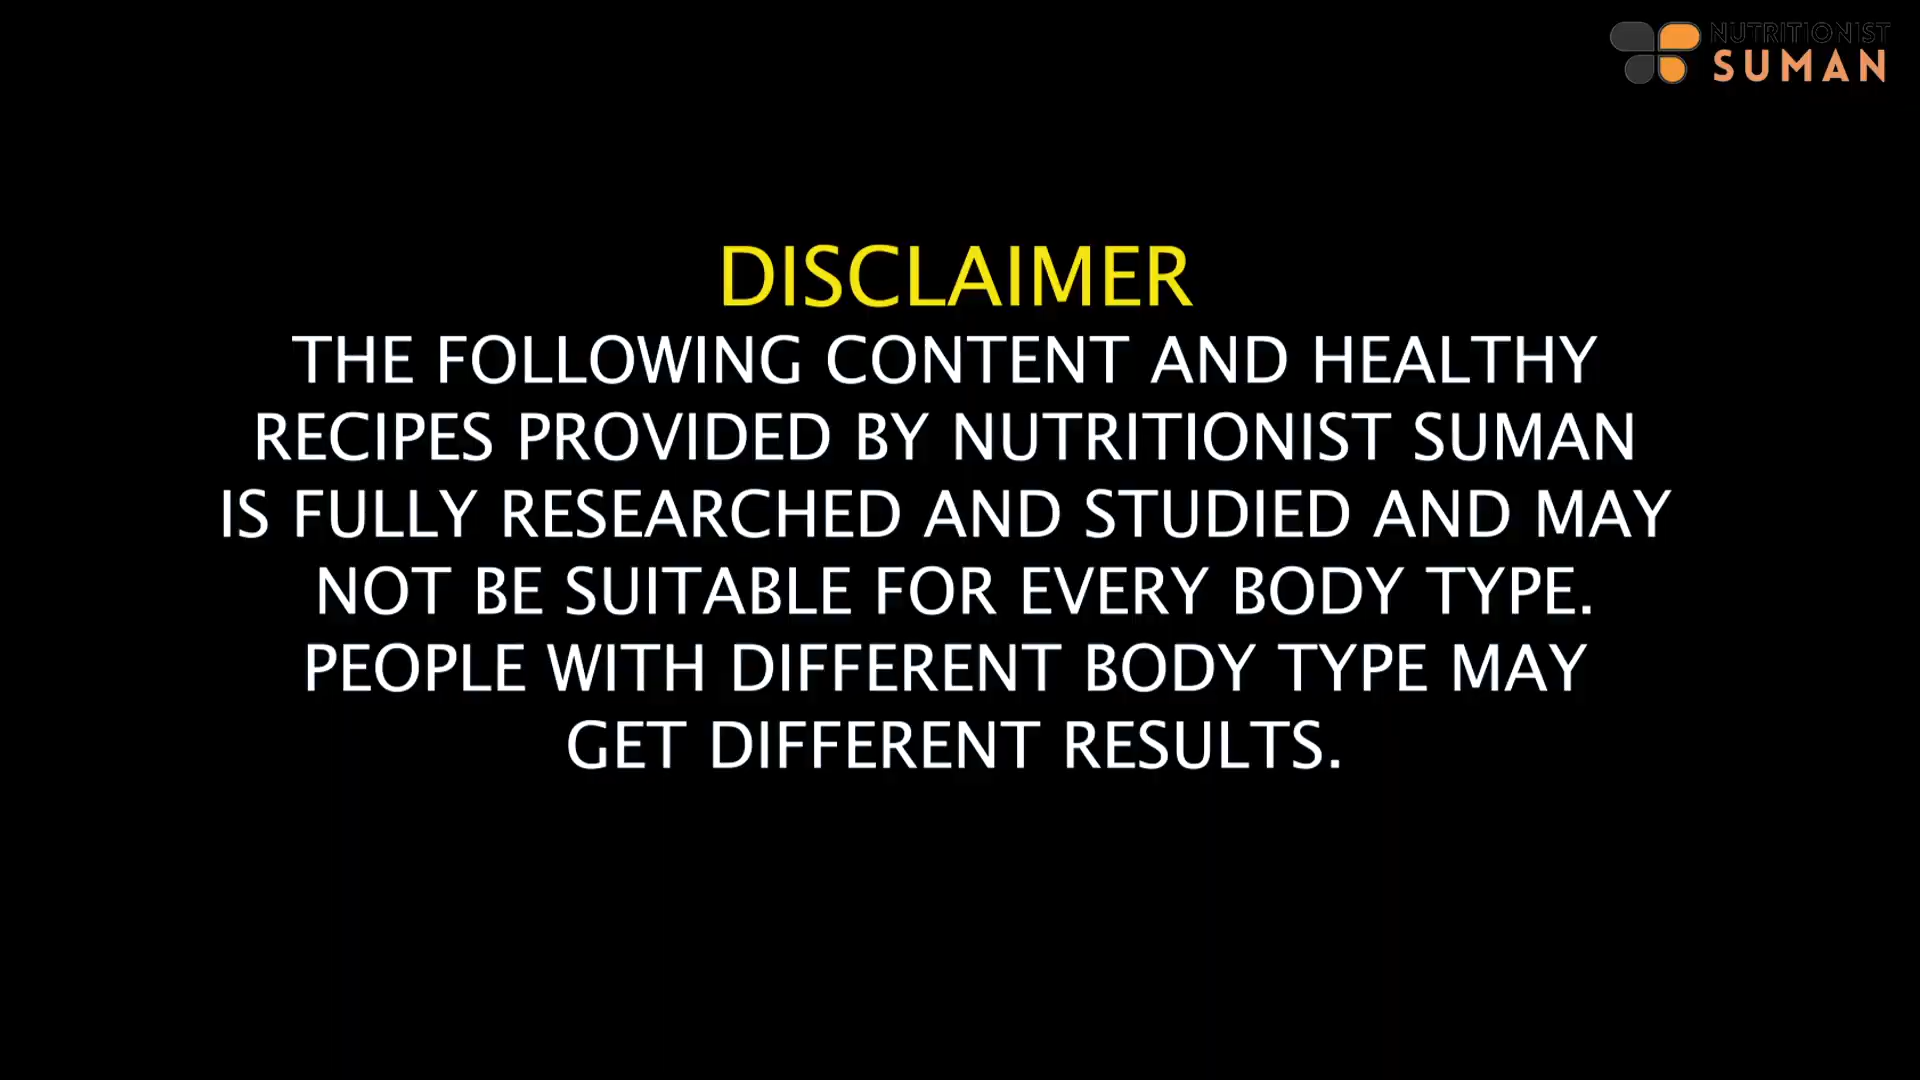 NUTRITIONIST
SUMAN
DISCLAIMER
THE FOLLOWING CONTENT AND HEALTHY
RECIPES PROVIDED BY NUTRITIONIST SUMAN
IS FULLY RESEARCHED AND STUDIED AND MAY
NOT BE SUITABLE FOR EVERY BODY TYPE.
PEOPLE WITH DIFFERENT BODY TYPE MAY
GET DIFFERENT RESULTS.